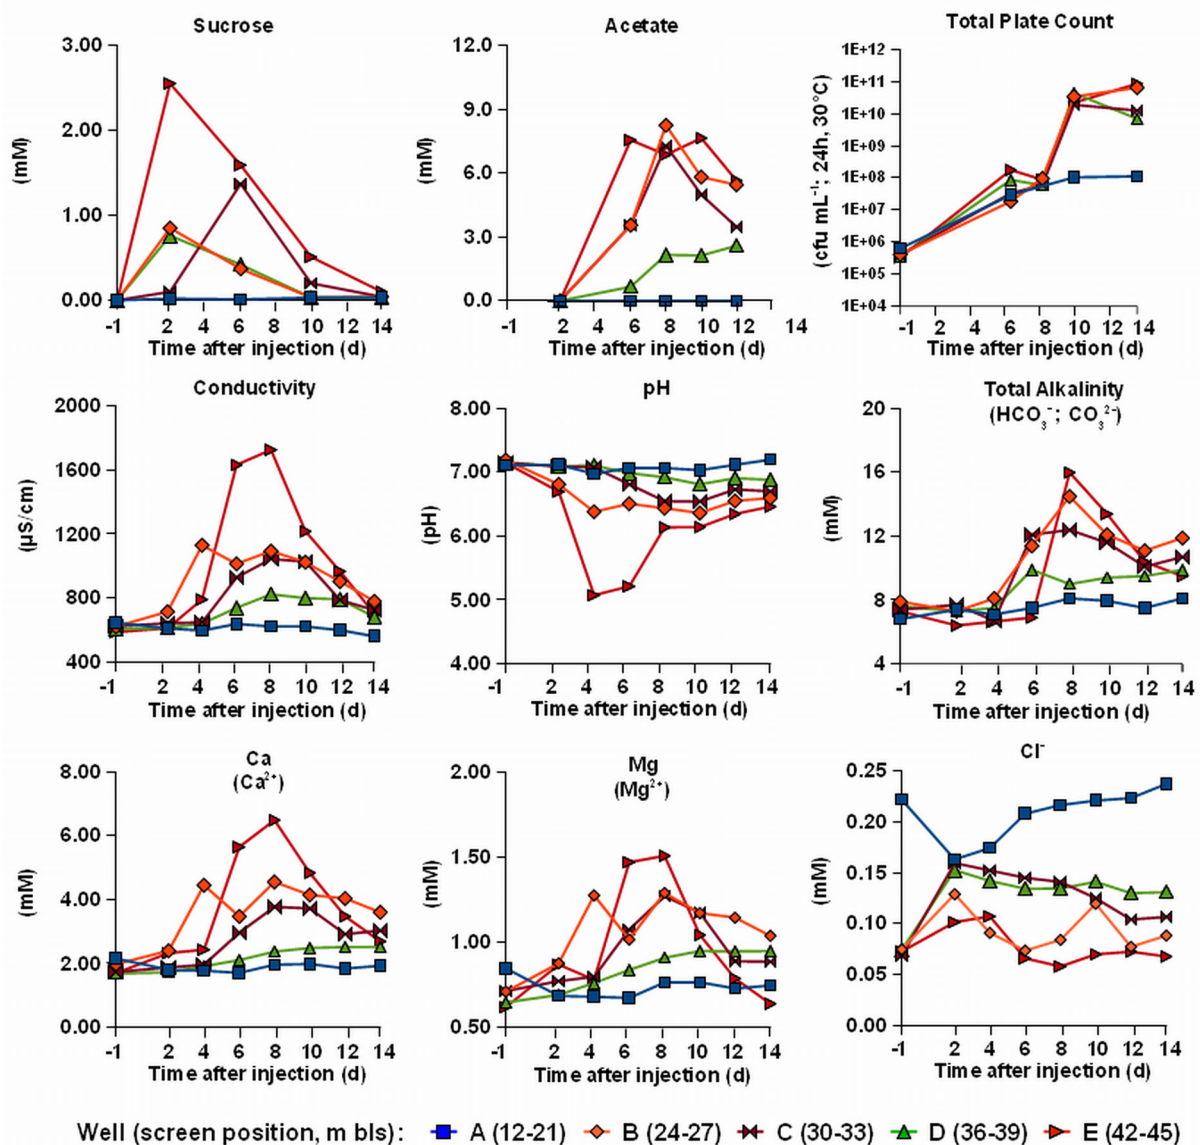 Sucrose
3.00
2.00
1.00
0.00
(mM)
-1 2 4 6 8 10 12 14
Time after injection (d)
Acetate
12.0
9.0
6.0
3.0
0.0
(mM)
-1 2 4 6 8 10 12 14
Time after injection (d)
Total Plate Count
1E+12
1E+11
1E+10
1E+09
1E+08
1E+07
1E+06
1E+05
1E+04
(cfu mL⁻¹; 24h, 30°C)
-1 2 4 6 8 10 12 14
Time after injection (d)
Conductivity
2000
1600
1200
800
400
(µS/cm)
-1 2 4 6 8 10 12 14
Time after injection (d)
pH
8.00
7.00
6.00
5.00
4.00
(pH)
-1 2 4 6 8 10 12 14
Time after injection (d)
Total Alkalinity
(HCO₃⁻; CO₃²⁻)
20
16
12
8
4
(mM)
-1 2 4 6 8 10 12 14
Time after injection (d)
Ca
(Ca²⁺)
8.00
6.00
4.00
2.00
0.00
(mM)
-1 2 4 6 8 10 12 14
Time after injection (d)
Mg
(Mg²⁺)
2.00
1.50
1.00
0.50
(mM)
-1 2 4 6 8 10 12 14
Time after injection (d)
Cl⁻
0.25
0.20
0.15
0.10
0.05
0.00
(mM)
-1 2 4 6 8 10 12 14
Time after injection (d)
Well (screen position, m bls): A (12-21) B (24-27) C (30-33) D (36-39) E (42-45)